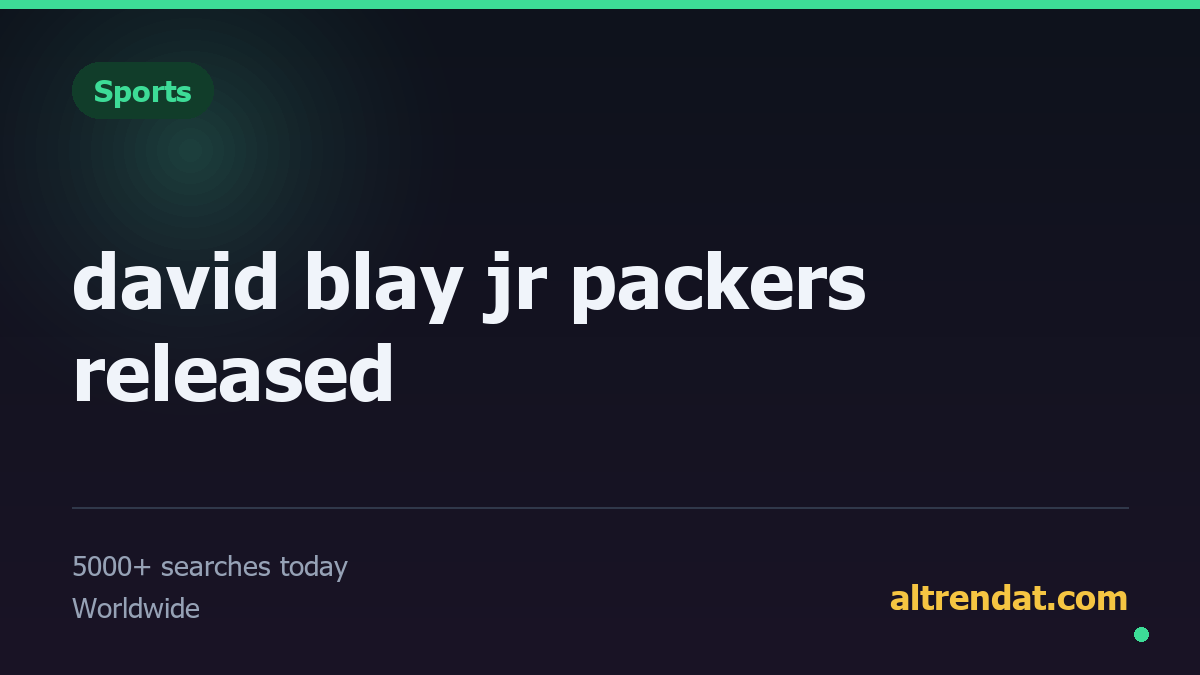 Sports
david blay jr packers
released
5000+ searches today
Worldwide
altrendat.com